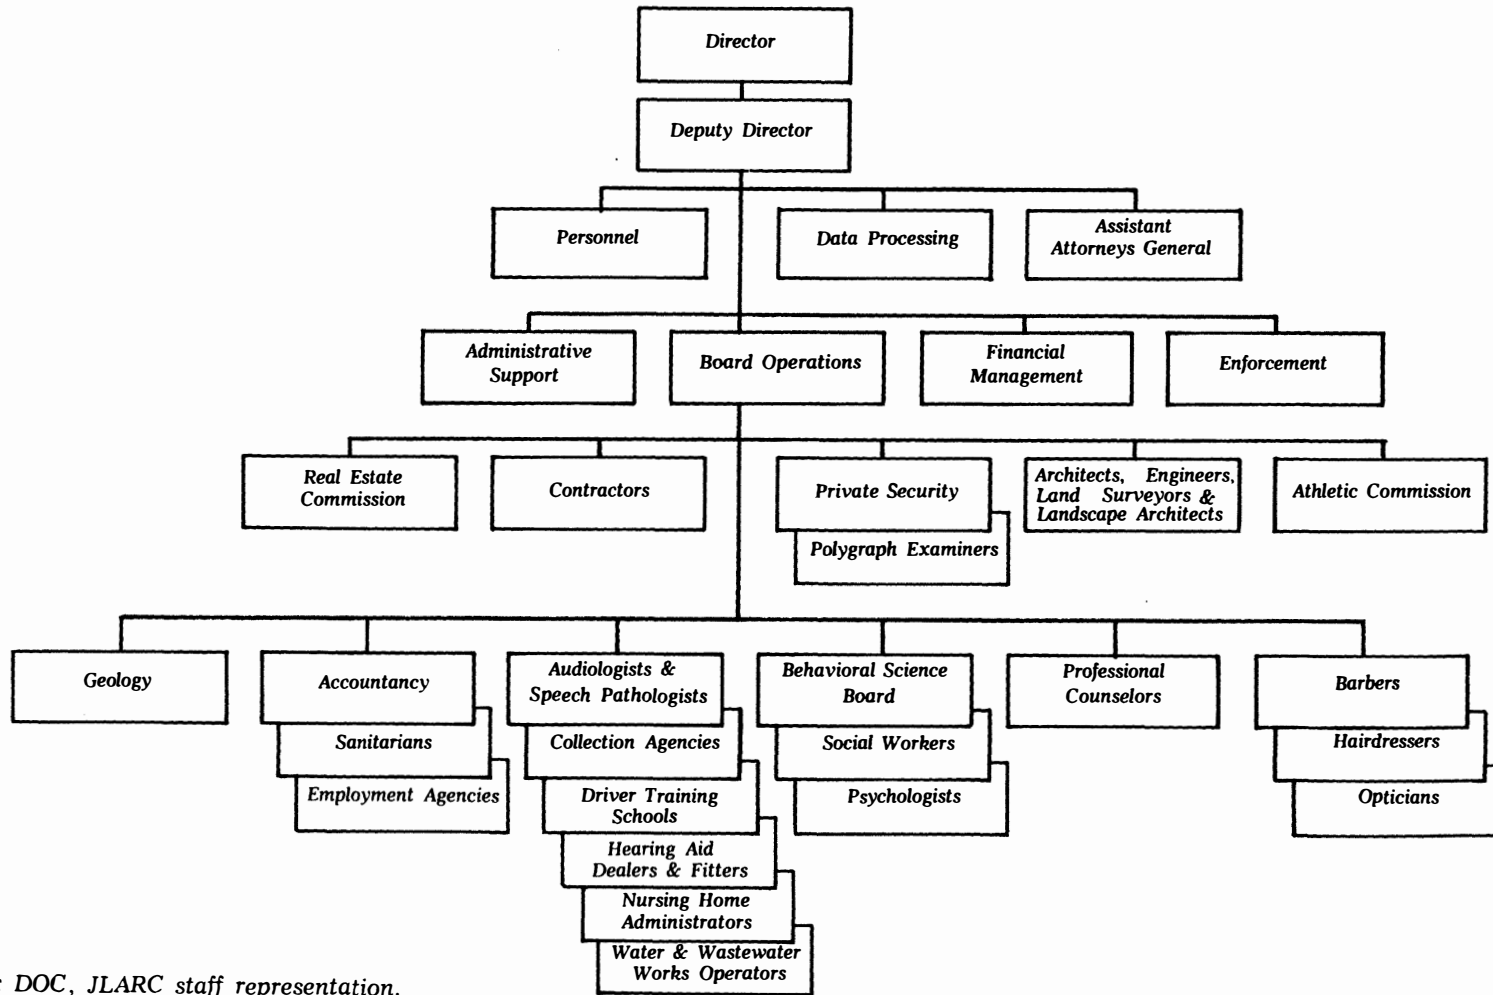 Director
Deputy Director
Personnel
Data Processing
Assistant
Attorneys General
Administrative
Support
Board Operations
Financial
Management
Enforcement
Real Estate
Commission
Contractors
Private Security
Polygraph Examiners
Architects, Engineers,
Land Surveyors &
Landscape Architects
Athletic Commission
Geology
Accountancy
Sanitarians
Employment Agencies
Audiologists &
Speech Pathologists
Collection Agencies
Driver Training
Schools
Hearing Aid
Dealers & Fitters
Nursing Home
Administrators
Water & Wastewater
Works Operators
Behavioral Science
Board
Social Workers
Psychologists
Professional
Counselors
Barbers
Hairdressers
Opticians
: DOC, JLARC staff representation.